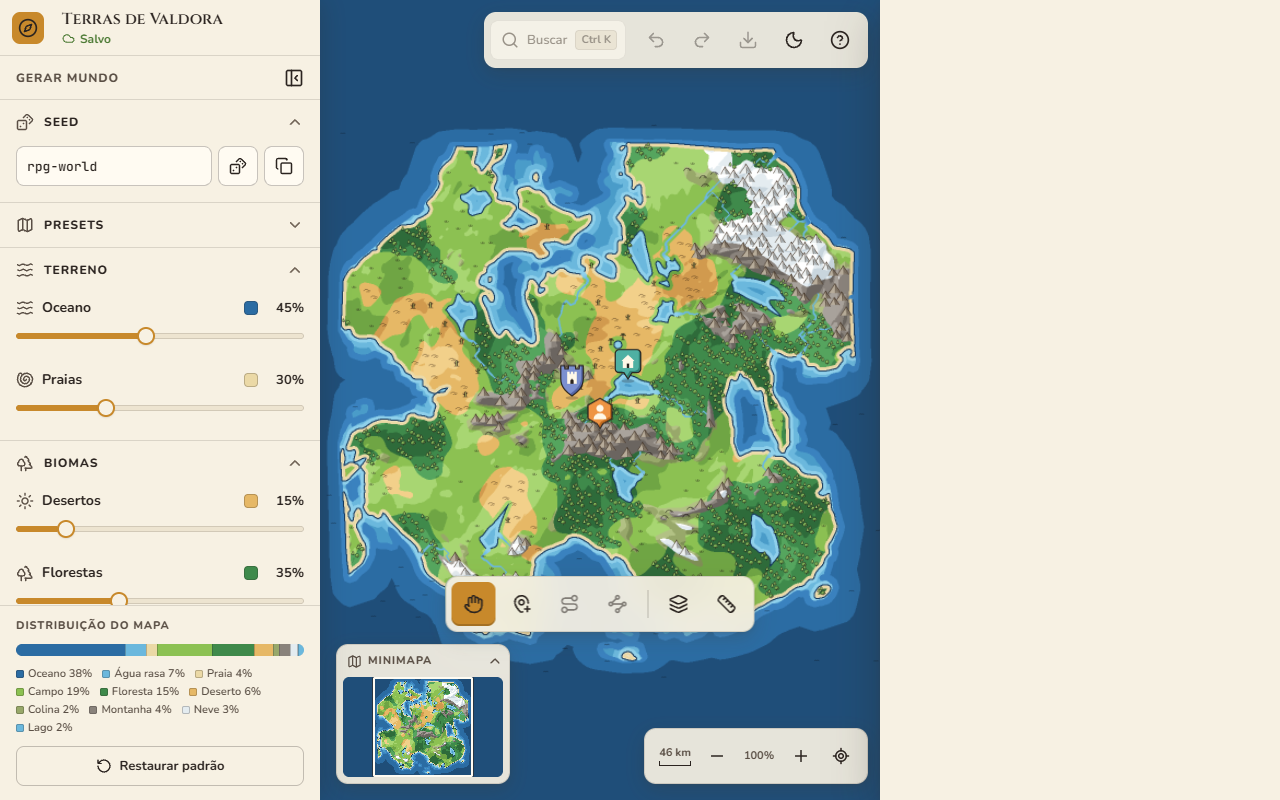 Terras de Valdora
Salvo
GERAR MUNDO
SEED
rpg-world
PRESETS
TERRENO
Oceano 45%
Praias 30%
BIOMAS
Desertos 15%
Florestas 35%
DISTRIBUIÇÃO DO MAPA
Oceano 38% Água rasa 7% Praia 4%
Campo 19% Floresta 15% Deserto 6%
Colina 2% Montanha 4% Neve 3%
Lago 2%
Restaurar padrão
Buscar Ctrl K
MINIMAPA
46 km 100%